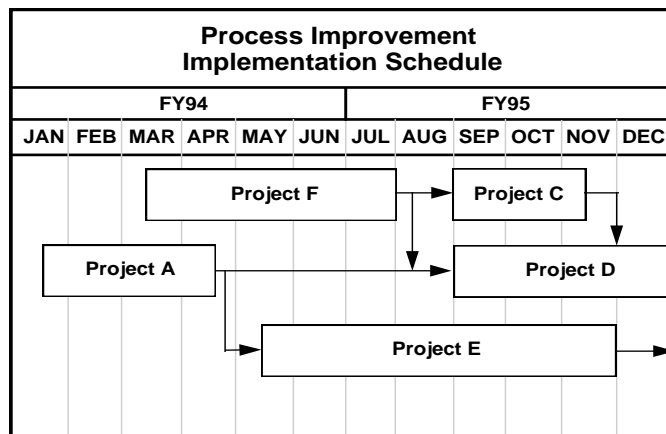 Process Improvement
Implementation Schedule
FY94 FY95
JAN FEB MAR APR MAY JUN JUL AUG SEP OCT NOV DEC
Project F Project C
Project A Project D
Project E